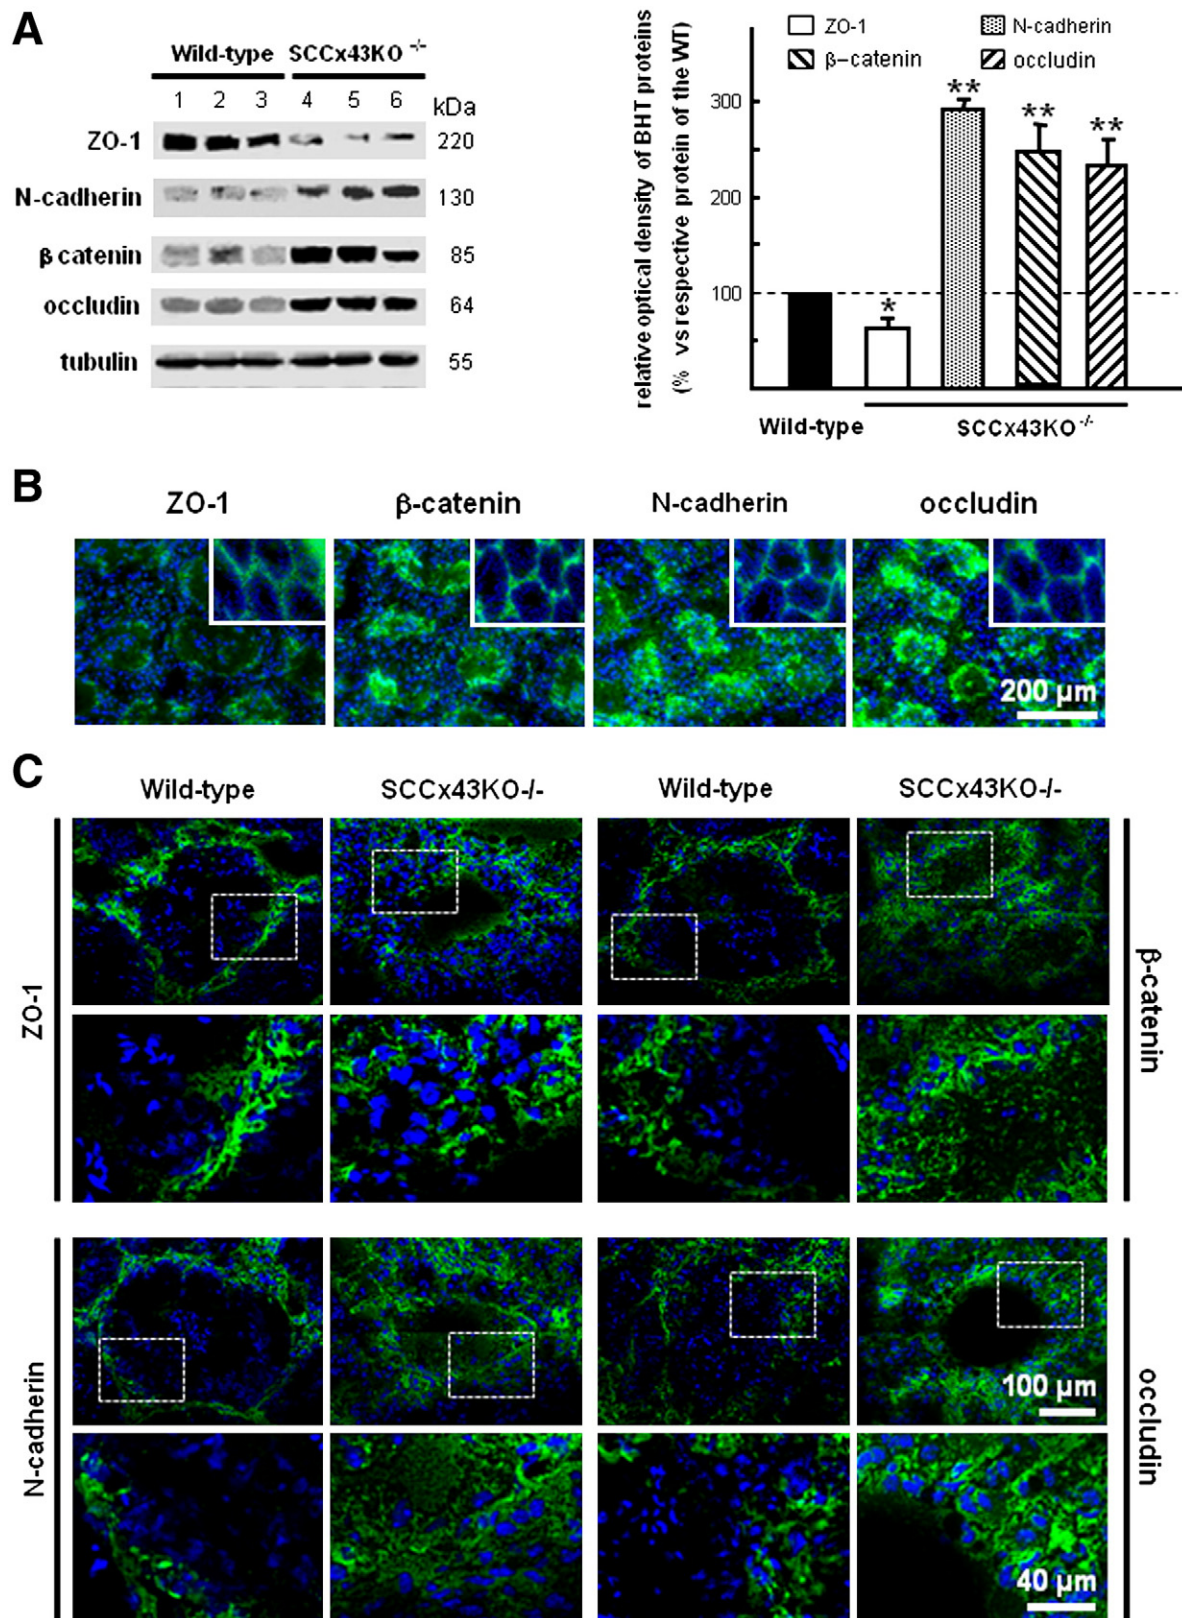 A
Wild-type SCCx43KO -/-
1 2 3 4 5 6 kDa
ZO-1 220
N-cadherin 130
β catenin 85
occludin 64
tubulin 55
relative optical density of BHT proteins
(% vs respective protein of the WT)
ZO-1 N-cadherin
β-catenin occludin
300
200
100
** ** **
*
Wild-type SCCx43KO -/-
B
ZO-1 β-catenin N-cadherin occludin
200 μm
C
Wild-type SCCx43KO-/- Wild-type SCCx43KO-/-
ZO-1
β-catenin
N-cadherin
occludin
100 μm
40 μm